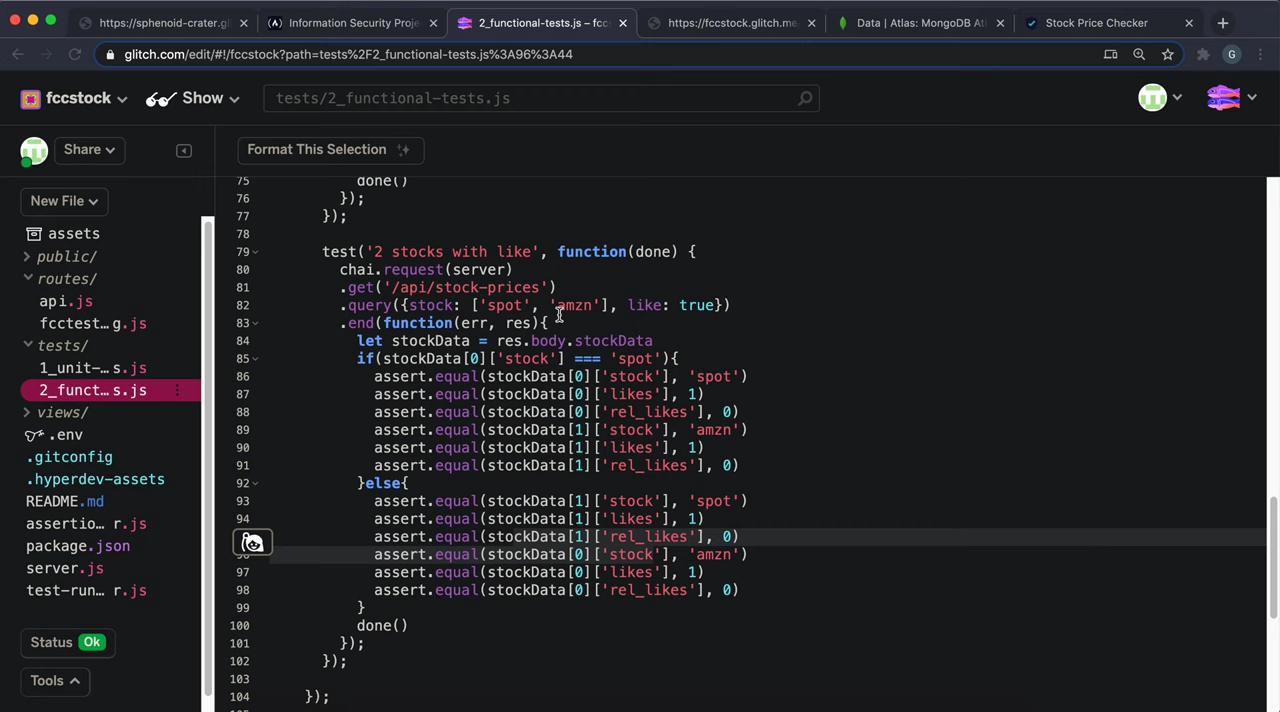 https://sphenoid-crater.gl
Information Security Proje
2_functional-tests.js – fcc
https://fccstock.glitch.me
Data | Atlas: MongoDB Atl
Stock Price Checker
glitch.com/edit/#!/fccstock?path=tests%2F2_functional-tests.js%3A96%3A44
G
fccstock
Show
tests/2_functional-tests.js
Share
Format This Selection
New File
assets
public/
routes/
api.js
fcctest…g.js
tests/
1_unit-…s.js
2_funct…s.js
views/
.env
.gitconfig
.hyperdev-assets
README.md
assertio…r.js
package.json
server.js
test-run…r.js
Status Ok
Tools
75 done()
76 });
77 });
78
79 test('2 stocks with like', function(done) {
80 chai.request(server)
81 .get('/api/stock-prices')
82 .query({stock: ['spot', 'amzn'], like: true})
83 .end(function(err, res){
84 let stockData = res.body.stockData
85 if(stockData[0]['stock'] === 'spot'){
86 assert.equal(stockData[0]['stock'], 'spot')
87 assert.equal(stockData[0]['likes'], 1)
88 assert.equal(stockData[0]['rel_likes'], 0)
89 assert.equal(stockData[1]['stock'], 'amzn')
90 assert.equal(stockData[1]['likes'], 1)
91 assert.equal(stockData[1]['rel_likes'], 0)
92 }else{
93 assert.equal(stockData[1]['stock'], 'spot')
94 assert.equal(stockData[1]['likes'], 1)
assert.equal(stockData[1]['rel_likes'], 0)
assert.equal(stockData[0]['stock'], 'amzn')
97 assert.equal(stockData[0]['likes'], 1)
98 assert.equal(stockData[0]['rel_likes'], 0)
99 }
100 done()
101 });
102 });
103
104 });